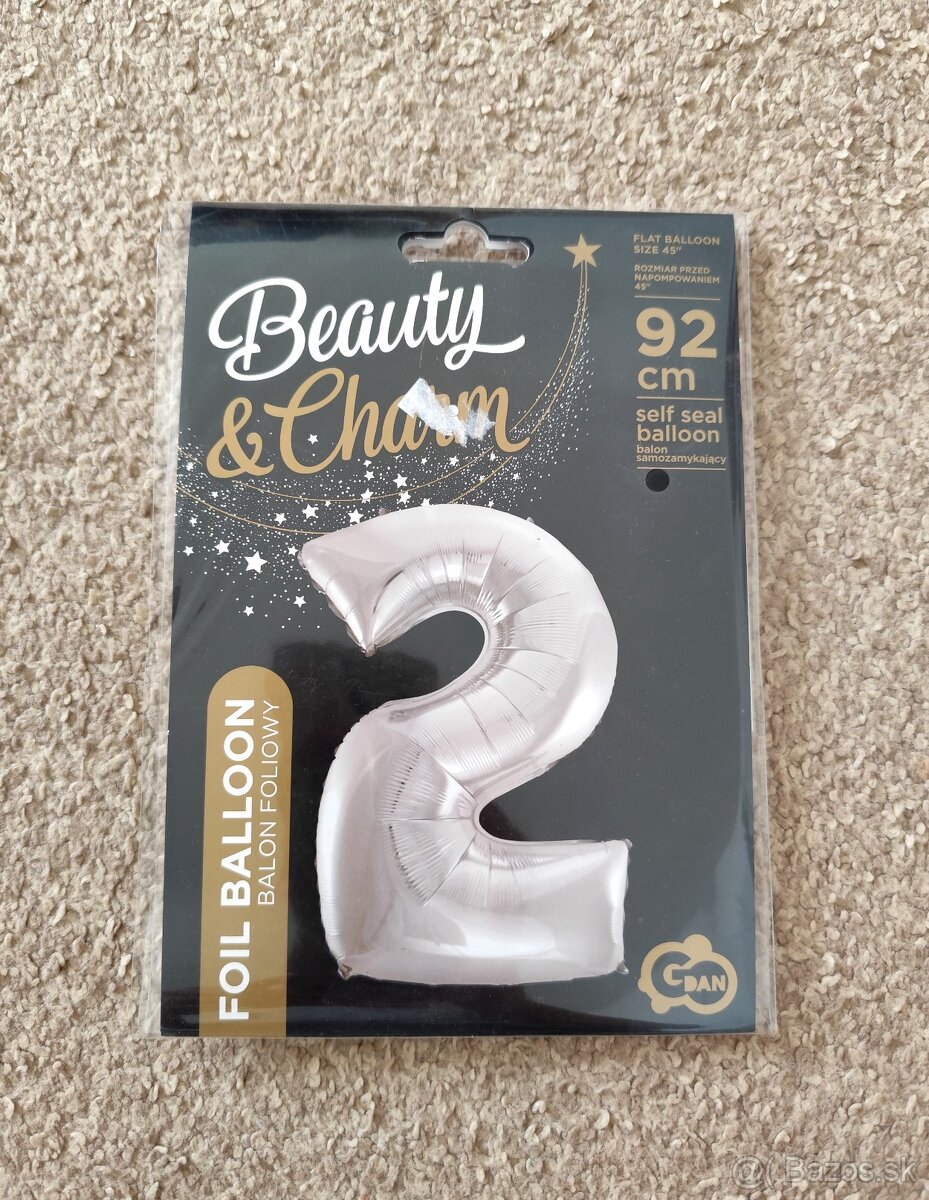 FLAT BALLOON
SIZE 45"
ROZMIAR PRZED
NAPOMPOWANIEM
45"
92
cm
self seal
balloon
balon
samozamykający
Beauty
& Charm
2
FOIL BALLOON
BALON FOLIOWY
GDAN
@ Bazos.sk